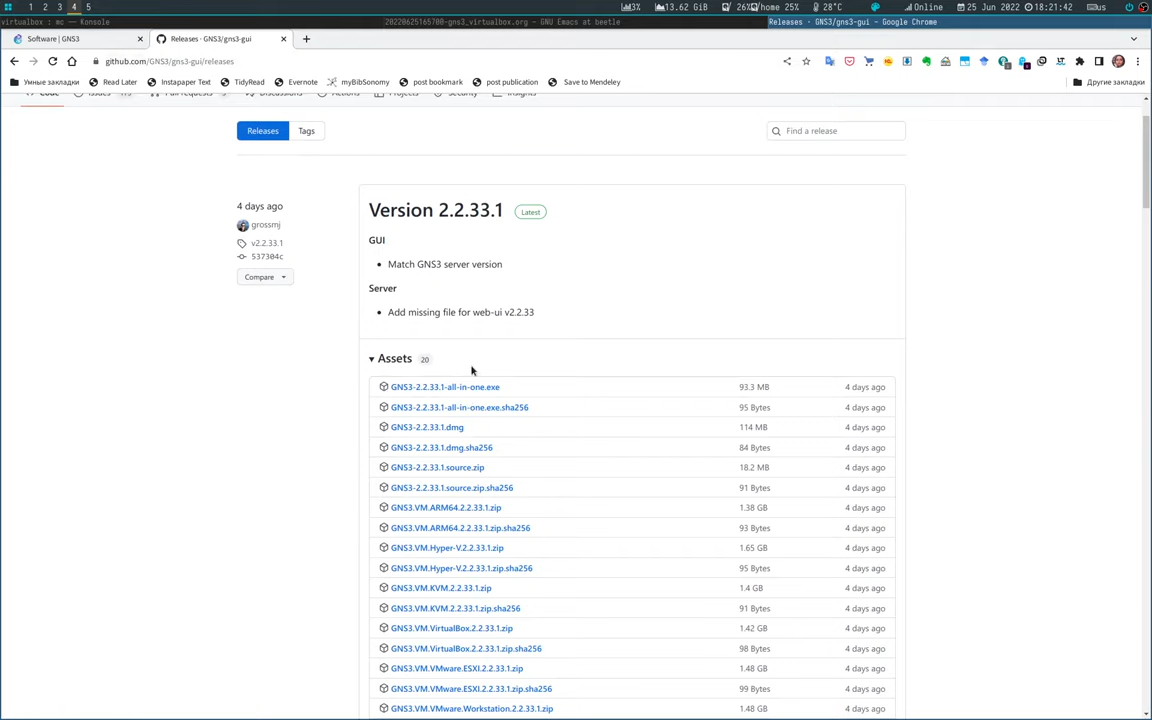 1 2 3 4 5
3% 13.62 GiB / 26% /home 25% 28°C Online 25 Jun 2022 18:21:42 us
virtualbox : mc — Konsole
20220625165700-gns3_virtualbox.org - GNU Emacs at beetle
Releases · GNS3/gns3-gui - Google Chrome
Software | GNS3
Releases · GNS3/gns3-gui
github.com/GNS3/gns3-gui/releases
Умные закладки Read Later Instapaper Text TidyRead Evernote myBibSonomy post bookmark post publication Save to Mendeley Другие закладки
Code Issues Pull requests Discussions Actions Projects Security Insights
Releases Tags
Find a release
4 days ago
grossmj
v2.2.33.1
537304c
Compare
Version 2.2.33.1 Latest
GUI
• Match GNS3 server version
Server
• Add missing file for web-ui v2.2.33
Assets 20
GNS3-2.2.33.1-all-in-one.exe 93.3 MB 4 days ago
GNS3-2.2.33.1-all-in-one.exe.sha256 95 Bytes 4 days ago
GNS3-2.2.33.1.dmg 114 MB 4 days ago
GNS3-2.2.33.1.dmg.sha256 84 Bytes 4 days ago
GNS3-2.2.33.1.source.zip 18.2 MB 4 days ago
GNS3-2.2.33.1.source.zip.sha256 91 Bytes 4 days ago
GNS3.VM.ARM64.2.2.33.1.zip 1.38 GB 4 days ago
GNS3.VM.ARM64.2.2.33.1.zip.sha256 93 Bytes 4 days ago
GNS3.VM.Hyper-V.2.2.33.1.zip 1.65 GB 4 days ago
GNS3.VM.Hyper-V.2.2.33.1.zip.sha256 95 Bytes 4 days ago
GNS3.VM.KVM.2.2.33.1.zip 1.4 GB 4 days ago
GNS3.VM.KVM.2.2.33.1.zip.sha256 91 Bytes 4 days ago
GNS3.VM.VirtualBox.2.2.33.1.zip 1.42 GB 4 days ago
GNS3.VM.VirtualBox.2.2.33.1.zip.sha256 98 Bytes 4 days ago
GNS3.VM.VMware.ESXI.2.2.33.1.zip 1.48 GB 4 days ago
GNS3.VM.VMware.ESXI.2.2.33.1.zip.sha256 99 Bytes 4 days ago
GNS3.VM.VMware.Workstation.2.2.33.1.zip 1.48 GB 4 days ago